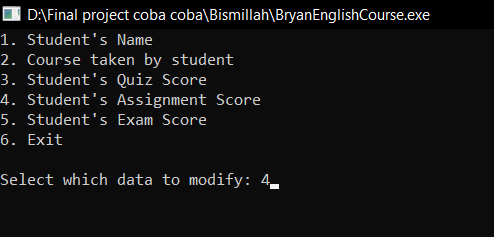 D:\Final project coba coba\Bismillah\BryanEnglishCourse.exe
1. Student's Name
2. Course taken by student
3. Student's Quiz Score
4. Student's Assignment Score
5. Student's Exam Score
6. Exit
Select which data to modify: 4